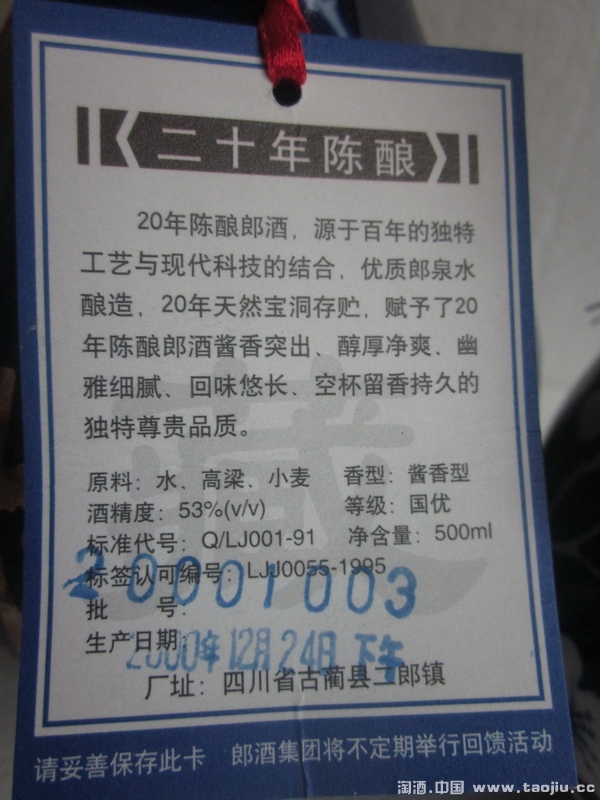 二十年陈酿
20年陈酿郎酒，源于百年的独特
工艺与现代科技的结合，优质郎泉水
酿造，20年天然宝洞存贮，赋予了20
年陈酿郎酒酱香突出、醇厚净爽、幽
雅细腻、回味悠长、空杯留香持久的
独特尊贵品质。
原料：水、高梁、小麦 香型：酱香型
酒精度：53%(v/v) 等级：国优
标准代号：Q/LJ001-91 净含量：500ml
标签认可编号：LJJ0055-1995
20001003
批 号：
生产日期：2000年12月24日下午
厂址：四川省古蔺县二郎镇
请妥善保存此卡 郎酒集团将不定期举行回馈活动
淘酒.中国 www.taojiu.cc
藏